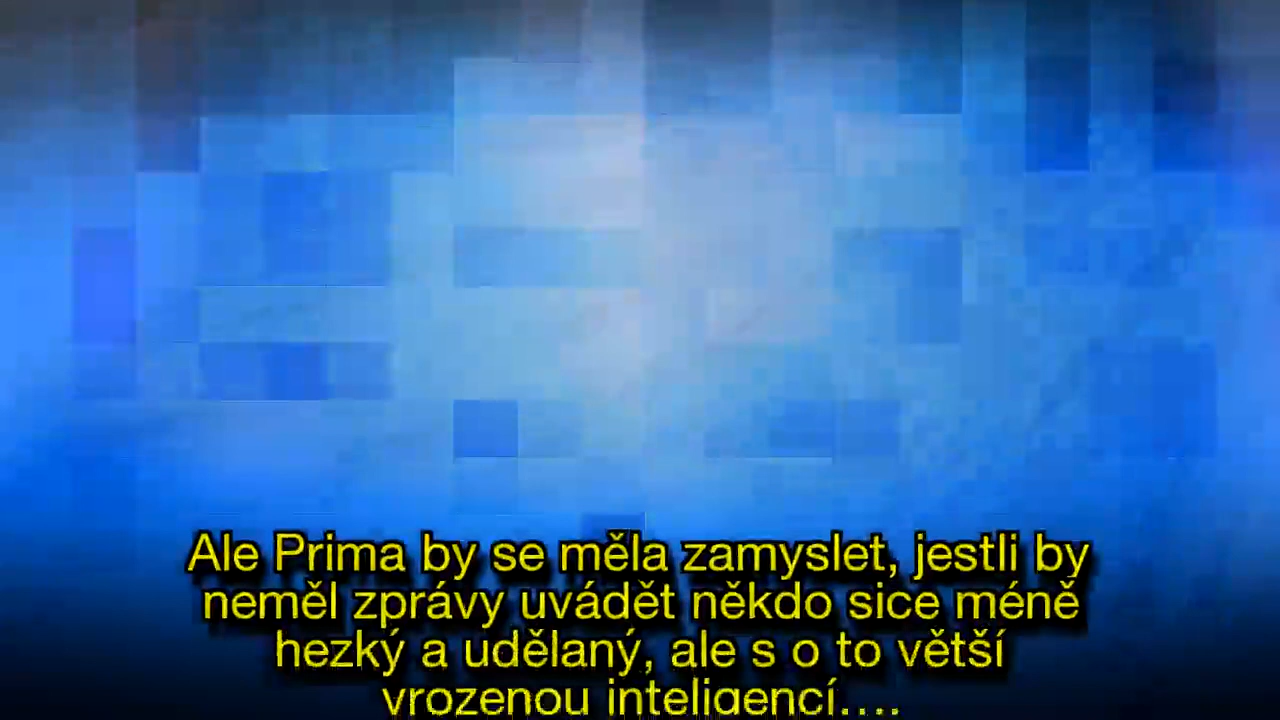 Ale Prima by se měla zamyslet, jestli by
neměl zprávy uvádět někdo sice méně
hezký a udělaný, ale s o to větší
vrozenou inteligencí....